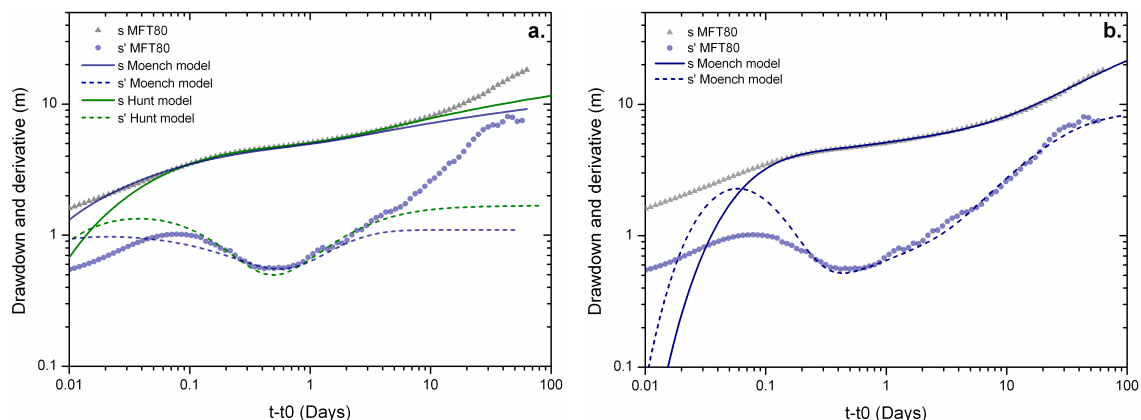 a.
s MFT80
s' MFT80
s Moench model
s' Moench model
s Hunt model
s' Hunt model
Drawdown and derivative (m)
10
1
0.1
0.01
0.1
1
10
100
t-t0 (Days)
b.
s MFT80
s' MFT80
s Moench model
s' Moench model
Drawdown and derivative (m)
10
1
0.1
0.01
0.1
1
10
100
t-t0 (Days)